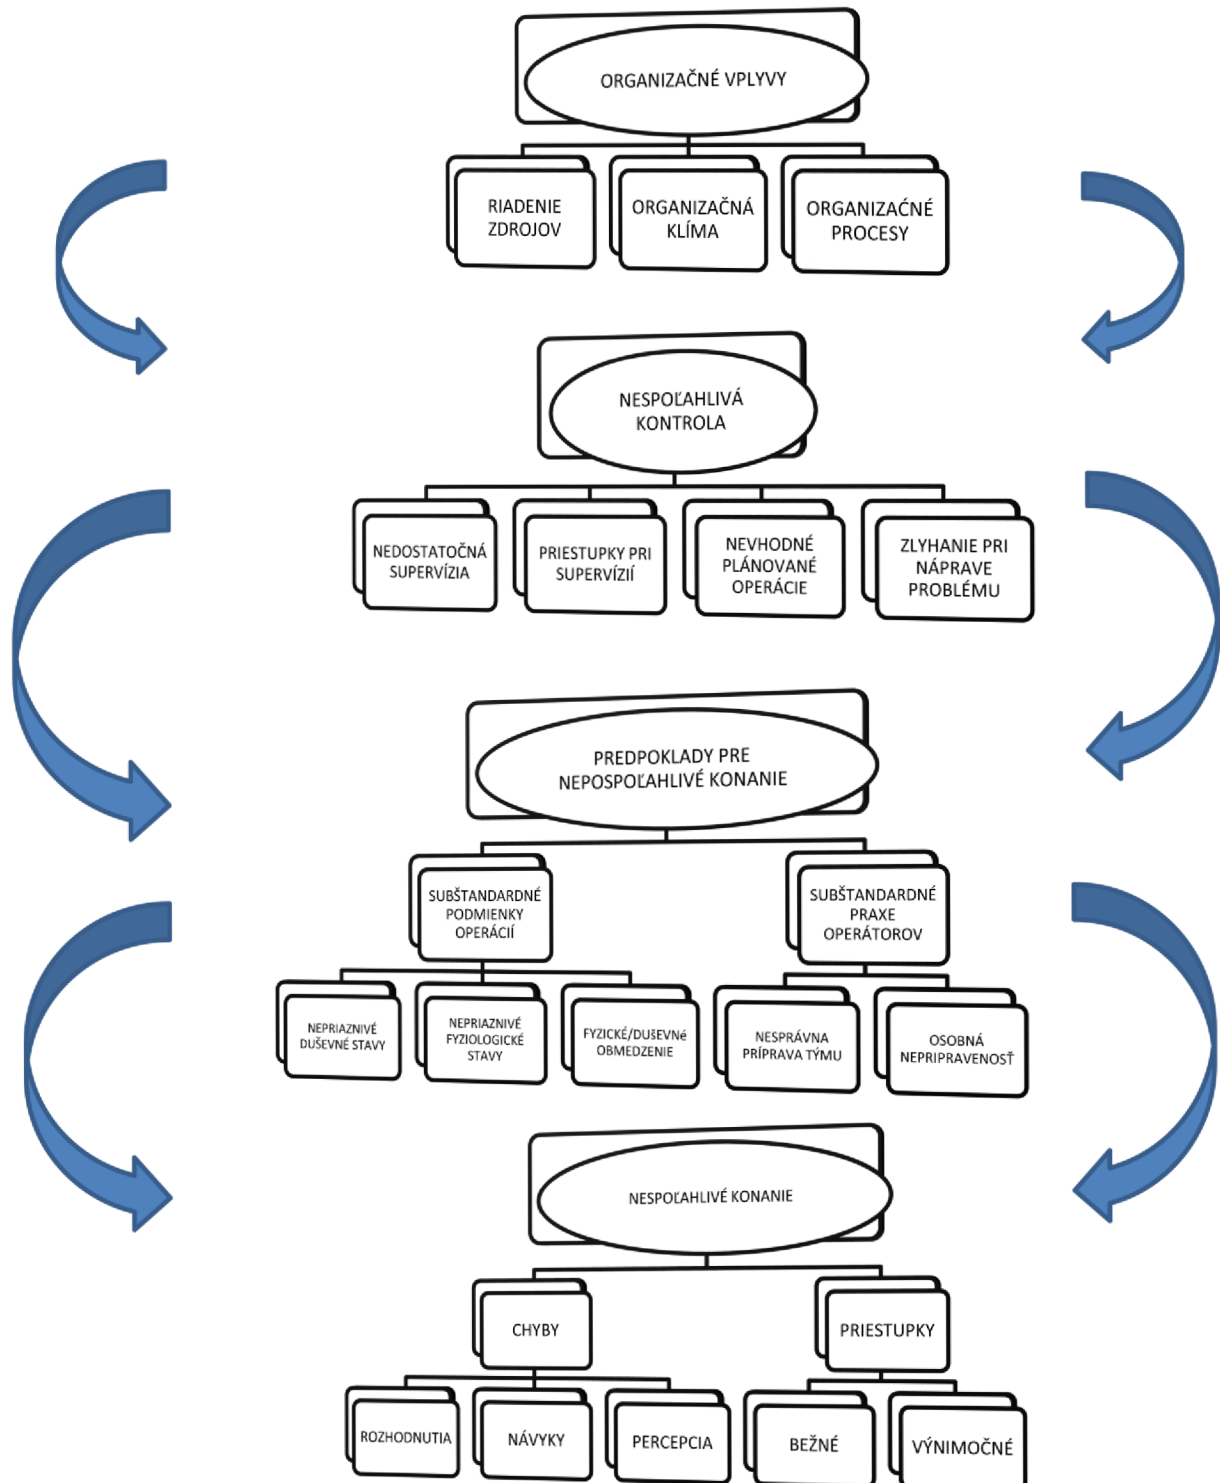 ORGANIZAČNÉ VPLYVY
RIADENIE
ZDROJOV
ORGANIZAČNÁ
KLÍMA
ORGANIZAĆNÉ
PROCESY
NESPOĽAHLIVÁ
KONTROLA
NEDOSTATOČNÁ
SUPERVÍZIA
PRIESTUPKY PRI
SUPERVÍZIÍ
NEVHODNÉ
PLÁNOVANÉ
OPERÁCIE
ZLYHANIE PRI
NÁPRAVE
PROBLÉMU
PREDPOKLADY PRE
NEPOSPOĽAHLIVÉ KONANIE
SUBŠTANDARDNÉ
PODMIENKY
OPERÁCIÍ
SUBŠTANDARDNÉ
PRAXE
OPERÁTOROV
NEPRIAZNIVÉ
DUŠEVNÉ STAVY
NEPRIAZNIVÉ
FYZIOLOGICKÉ
STAVY
FYZICKÉ/DUšEVNé
OBMEDZENIE
NESPRÁVNA
PRÍPRAVA TÝMU
OSOBNÁ
NEPRIPRAVENOSŤ
NESPOĽAHLIVÉ KONANIE
CHYBY
PRIESTUPKY
ROZHODNUTIA
NÁVYKY
PERCEPCIA
BEŽNÉ
VÝNIMOČNÉ